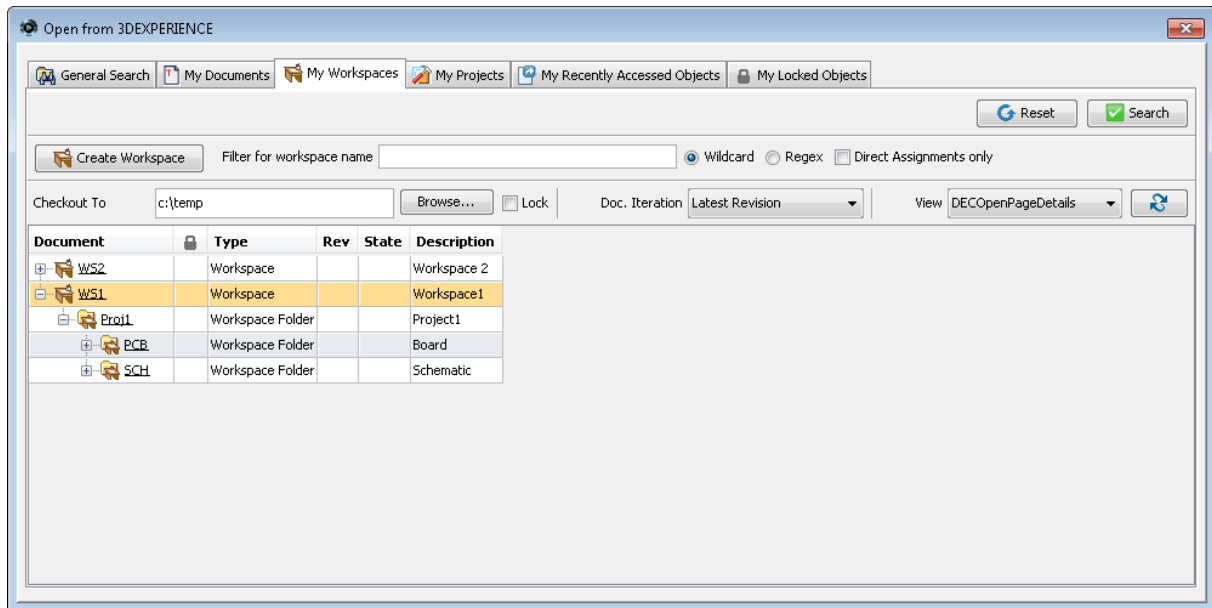 Open from 3DEXPERIENCE
General Search My Documents My Workspaces My Projects My Recently Accessed Objects My Locked Objects
Reset Search
Create Workspace Filter for workspace name Wildcard Regex Direct Assignments only
Checkout To c:\temp Browse... Lock Doc. Iteration Latest Revision View DECOpenPageDetails
Document Type Rev State Description
WS2 Workspace Workspace 2
WS1 Workspace Workspace1
Proj1 Workspace Folder Project1
PCB Workspace Folder Board
SCH Workspace Folder Schematic